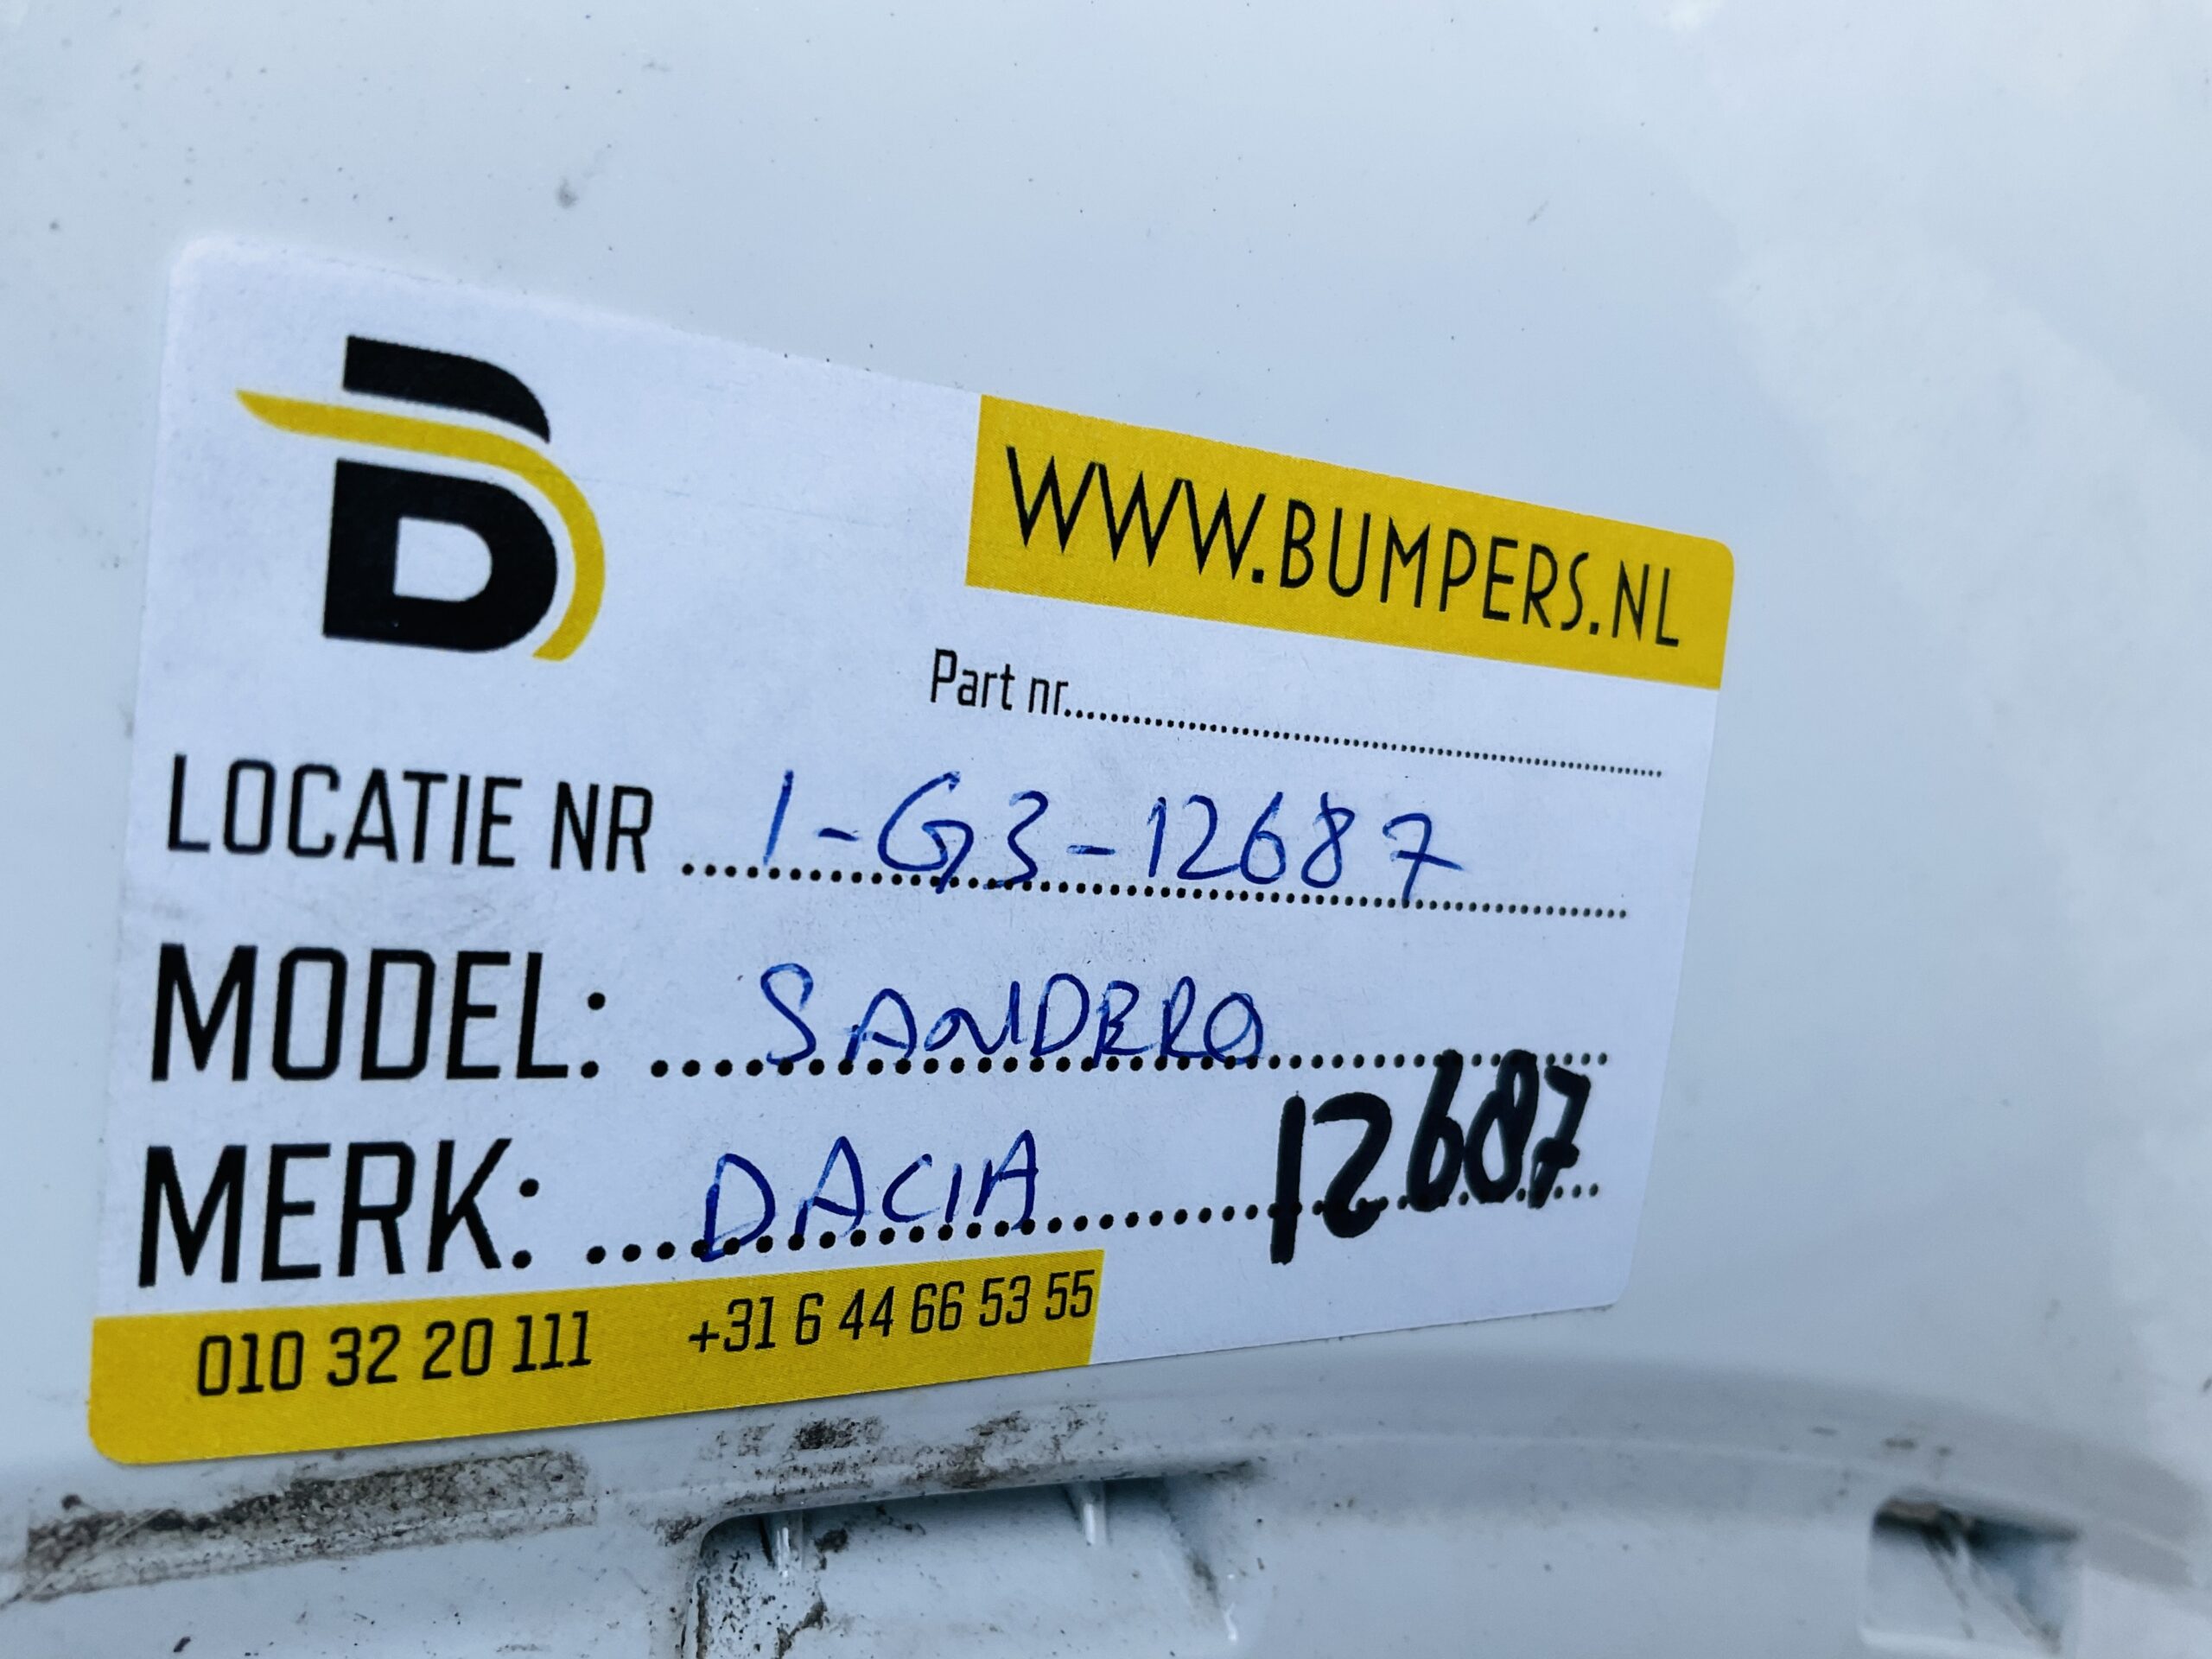 B
WWW.BUMPERS.NL
Part nr...............................
LOCATIE NR ....1-G3-12687....
MODEL: ....SANDERO....
MERK: ....DACIA.... 12687
010 32 20 111 +31 6 44 66 53 55